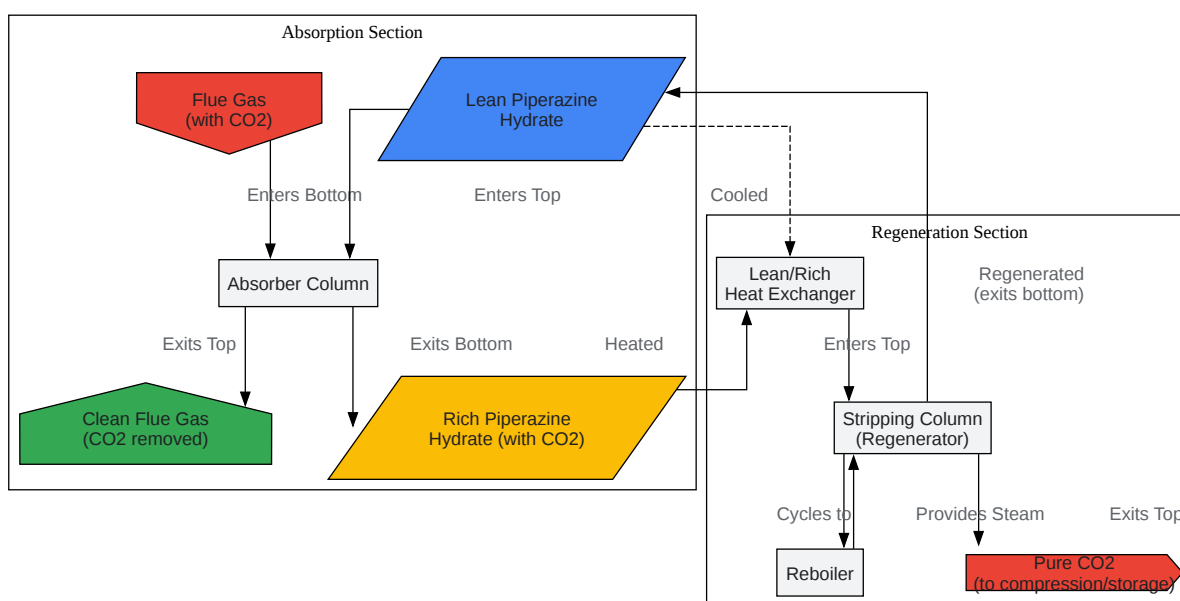 Absorption Section
Flue Gas
(with CO2)
Lean Piperazine
Hydrate
Enters Bottom
Enters Top
Cooled
Regeneration Section
Absorber Column
Lean/Rich
Heat Exchanger
Regenerated
(exits bottom)
Exits Top
Exits Bottom
Heated
Enters Top
Clean Flue Gas
(CO2 removed)
Rich Piperazine
Hydrate (with CO2)
Stripping Column
(Regenerator)
Cycles to
Provides Steam
Exits Top
Reboiler
Pure CO2
(to compression/storage)